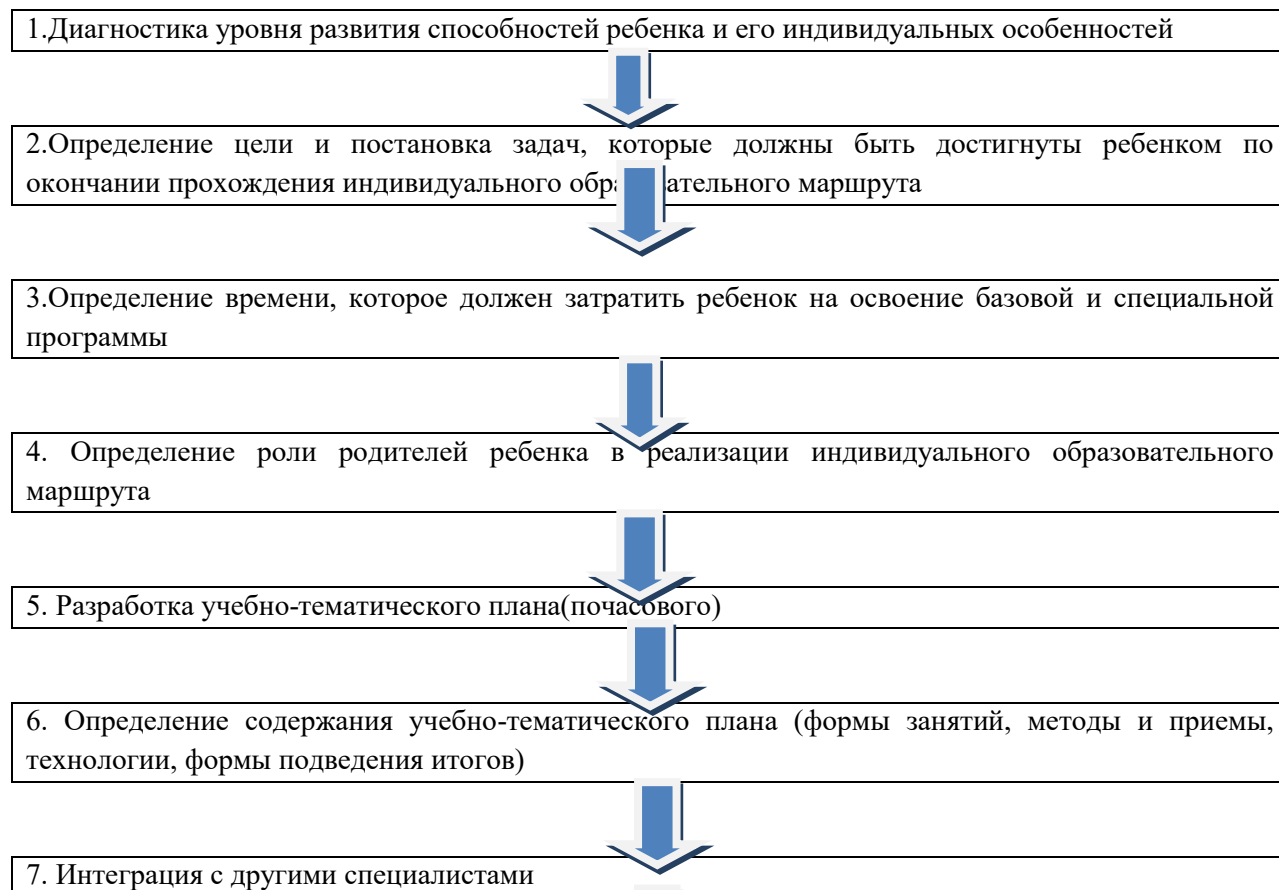 1.Диагностика уровня развития способностей ребенка и его индивидуальных особенностей
2.Определение цели и постановка задач, которые должны быть достигнуты ребенком по
окончании прохождения индивидуального образовательного маршрута
3.Определение времени, которое должен затратить ребенок на освоение базовой и специальной
программы
4. Определение роли родителей ребенка в реализации индивидуального образовательного
маршрута
5. Разработка учебно-тематического плана(почасового)
6. Определение содержания учебно-тематического плана (формы занятий, методы и приемы,
технологии, формы подведения итогов)
7. Интеграция с другими специалистами